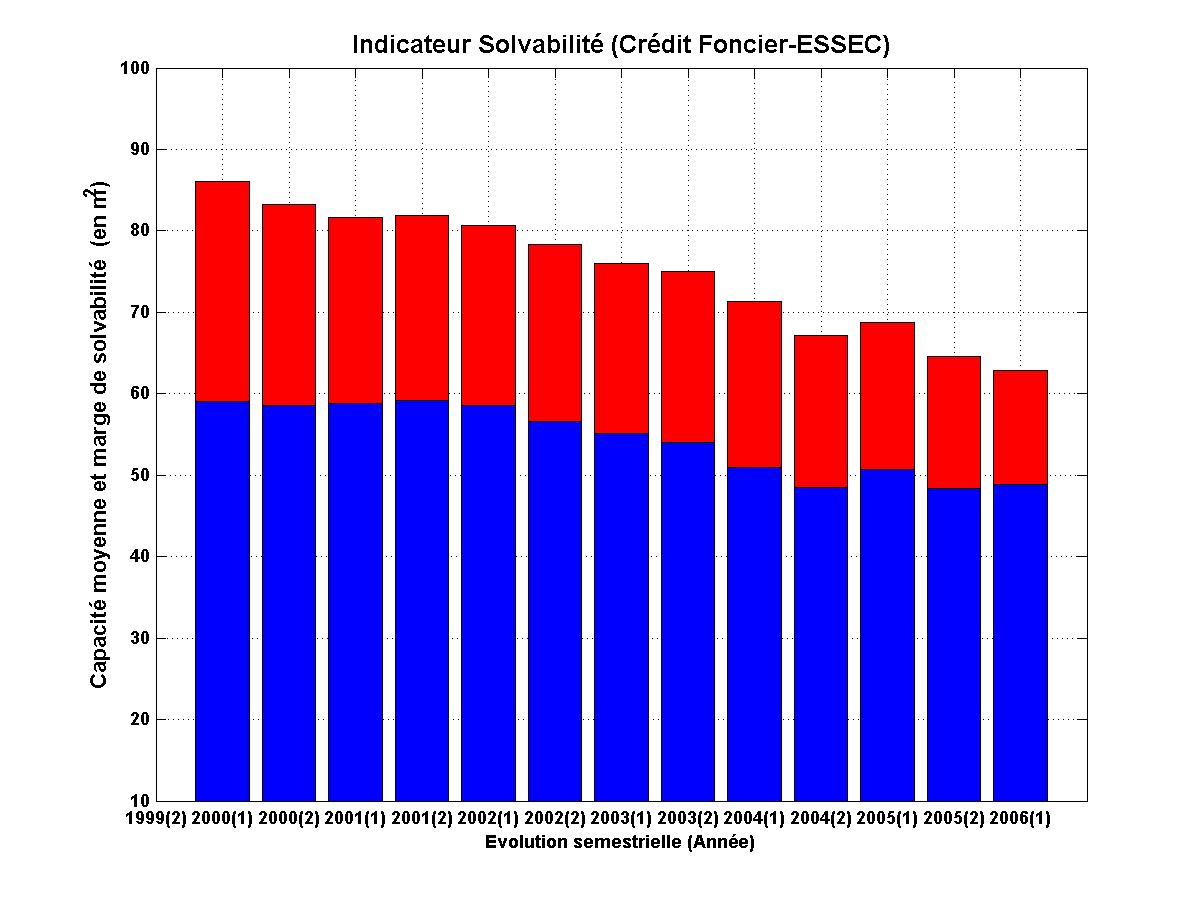 Indicateur Solvabilité (Crédit Foncier-ESSEC)
Capacité moyenne et marge de solvabilité (en m²)
100
90
80
70
60
50
40
30
20
10
1999(2) 2000(1) 2000(2) 2001(1) 2001(2) 2002(1) 2002(2) 2003(1) 2003(2) 2004(1) 2004(2) 2005(1) 2005(2) 2006(1)
Evolution semestrielle (Année)